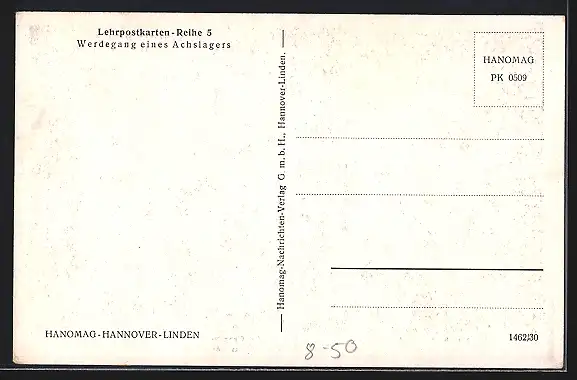 Lehrpostkarten - Reihe 5
Werdegang eines Achslagers
HANOMAG - HANNOVER - LINDEN
Hanomag-Nachrichten-Verlag G. m. b. H., Hannover-Linden.
HANOMAG
PK 0509
1462/30
8-50